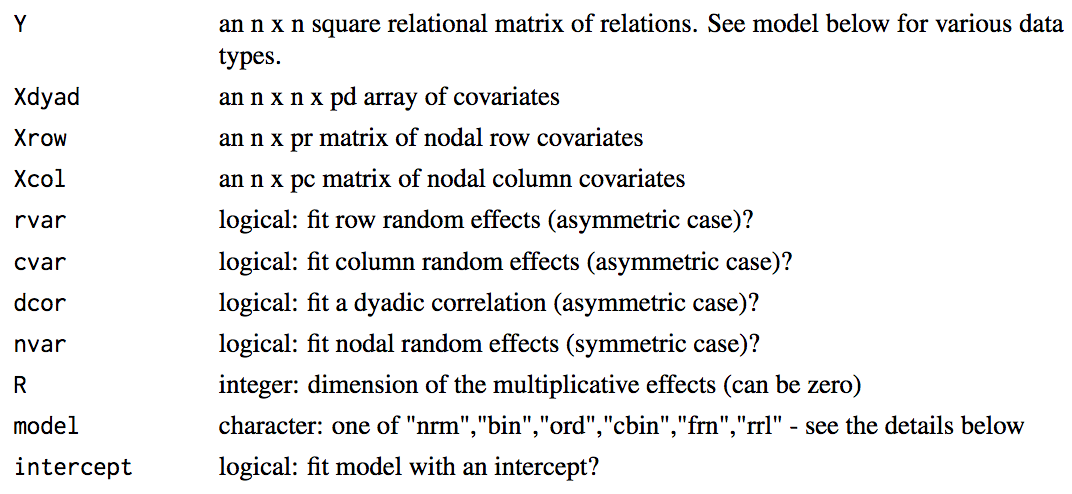 Y an n x n square relational matrix of relations. See model below for various data
types.
Xdyad an n x n x pd array of covariates
Xrow an n x pr matrix of nodal row covariates
Xcol an n x pc matrix of nodal column covariates
rvar logical: fit row random effects (asymmetric case)?
cvar logical: fit column random effects (asymmetric case)?
dcor logical: fit a dyadic correlation (asymmetric case)?
nvar logical: fit nodal random effects (symmetric case)?
R integer: dimension of the multiplicative effects (can be zero)
model character: one of "nrm","bin","ord","cbin","frn","rrl" - see the details below
intercept logical: fit model with an intercept?